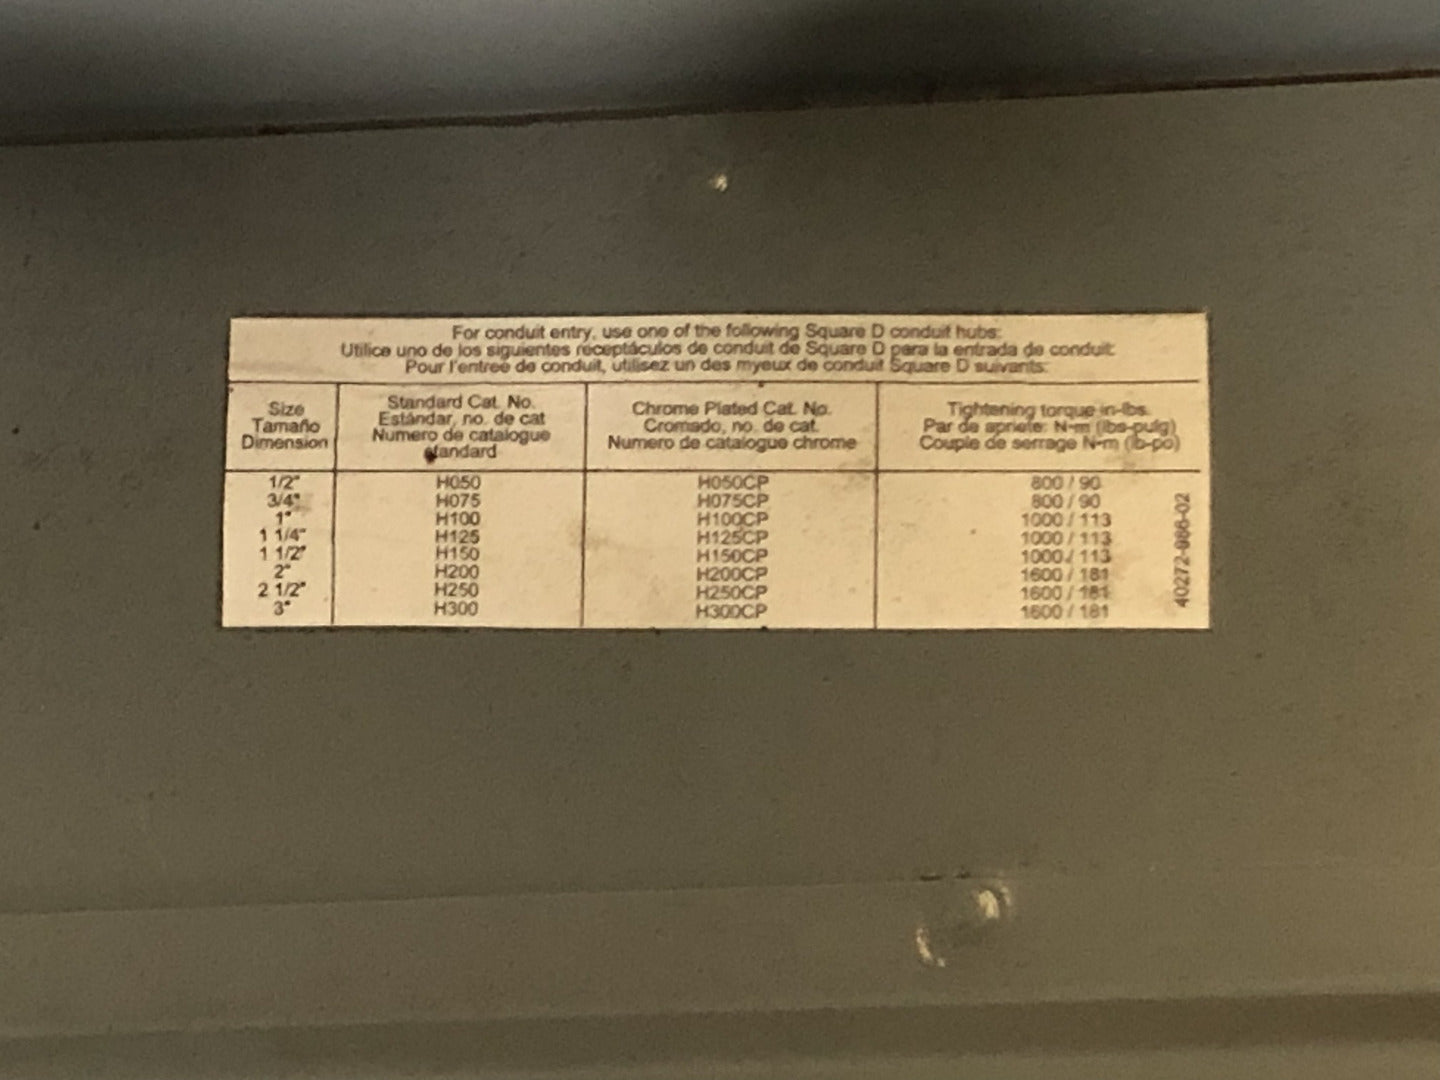 For conduit entry, use one of the following Square D conduit hubs:
Utilice uno de los siguientes receptáculos de conduit de Square D para la entrada de conduit:
Pour l'entree de conduit, utilisez un des myeux de conduit Square D suivants:
Size
Tamaño
Dimension
Standard Cat. No.
Estándar, no. de cat
Numero de catalogue
standard
Chrome Plated Cat. No.
Cromado, no. de cat.
Numero de catalogue chrome
Tightening torque in-lbs.
Par de apriete: N-m (lbs-pulg)
Couple de serrage N-m (lb-po)
1/2" H050 H050CP 800 / 90
3/4" H075 H075CP 800 / 90
1" H100 H100CP 1000 / 113
1 1/4" H125 H125CP 1000 / 113
1 1/2" H150 H150CP 1000 / 113
2" H200 H200CP 1600 / 181
2 1/2" H250 H250CP 1600 / 181
3" H300 H300CP 1600 / 181